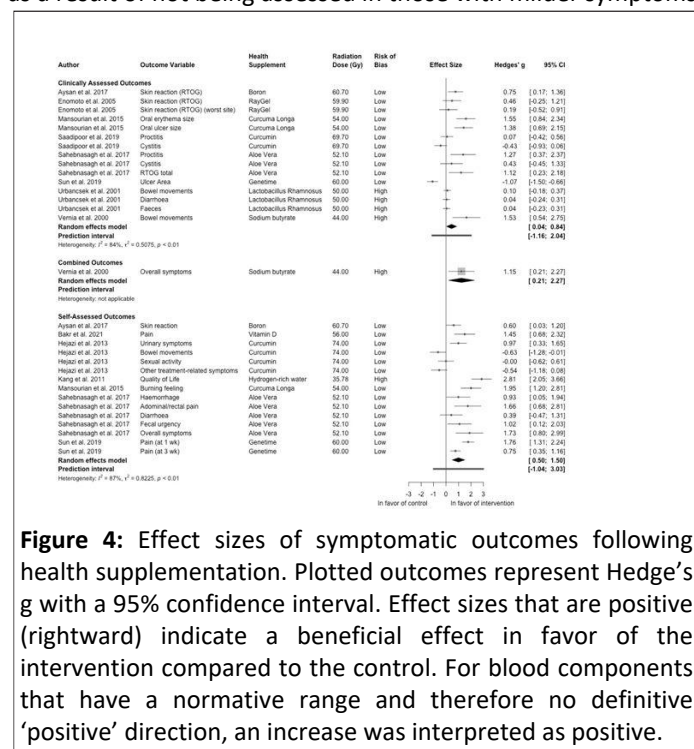 as a result of not being assessed in those with milder symptoms
Author Outcome Variable Health Supplement Radiation Dose (Gy) Risk of Bias Effect Size Hedges' g 95% CI
Clinically Assessed Outcomes
Aysan et al. 2017 Skin reaction (RTOG) Boron 60.70 Low 0.75 [0.17; 1.36]
Enomoto et al. 2005 Skin reaction (RTOG) RayGel 59.90 Low 0.46 [-0.25; 1.21]
Enomoto et al. 2005 Skin reaction (RTOG) (worst site) RayGel 59.90 Low 0.19 [-0.52; 0.91]
Mansourian et al. 2015 Oral erythema size Curcuma Longa 54.00 Low 1.55 [0.84; 2.34]
Mansourian et al. 2015 Oral ulcer size Curcuma Longa 54.00 Low 1.38 [0.69; 2.15]
Saadipoor et al. 2019 Proctitis Curcumin 69.70 Low 0.07 [-0.42; 0.56]
Saadipoor et al. 2019 Cystitis Curcumin 69.70 Low -0.43 [-0.93; 0.06]
Sahebnasagh et al. 2017 Proctitis Aloe Vera 52.10 Low 1.27 [0.37; 2.37]
Sahebnasagh et al. 2017 Cystitis Aloe Vera 52.10 Low 0.43 [-0.45; 1.33]
Sahebnasagh et al. 2017 RTOG total Aloe Vera 52.10 Low 1.12 [0.23; 2.18]
Sun et al. 2019 Ulcer Area Genetime 60.00 Low -1.07 [-1.50; -0.66]
Urbancsek et al. 2001 Bowel movements Lactobacillus Rhamnosus 50.00 High 0.10 [-0.18; 0.37]
Urbancsek et al. 2001 Diarrhoea Lactobacillus Rhamnosus 50.00 High 0.04 [-0.24; 0.31]
Urbancsek et al. 2001 Faeces Lactobacillus Rhamnosus 50.00 High 0.04 [-0.23; 0.31]
Vernia et al. 2000 Bowel movements Sodium butyrate 44.00 High 1.53 [0.54; 2.75]
Random effects model [0.04; 0.84]
Prediction interval [-1.16; 2.04]
Heterogeneity: I² = 84%, τ² = 0.5075, p < 0.01
Combined Outcomes
Vernia et al. 2000 Overall symptoms Sodium butyrate 44.00 High 1.15 [0.21; 2.27]
Random effects model [0.21; 2.27]
Prediction interval
Heterogeneity: not applicable
Self-Assessed Outcomes
Aysan et al. 2017 Skin reaction Boron 60.70 Low 0.60 [0.03; 1.20]
Bakr et al. 2021 Pain Vitamin D 56.00 Low 1.45 [0.68; 2.32]
Hejazi et al. 2013 Urinary symptoms Curcumin 74.00 Low 0.97 [0.33; 1.65]
Hejazi et al. 2013 Bowel movements Curcumin 74.00 Low -0.63 [-1.28; -0.01]
Hejazi et al. 2013 Sexual activity Curcumin 74.00 Low -0.00 [-0.62; 0.61]
Hejazi et al. 2013 Other treatment-related symptoms Curcumin 74.00 Low -0.54 [-1.18; 0.08]
Kang et al. 2011 Quality of Life Hydrogen-rich water 35.78 High 2.81 [2.05; 3.66]
Mansourian et al. 2015 Burning feeling Curcuma Longa 54.00 Low 1.95 [1.20; 2.81]
Sahebnasagh et al. 2017 Haemorrhage Aloe Vera 52.10 Low 0.93 [0.05; 1.94]
Sahebnasagh et al. 2017 Adominal/rectal pain Aloe Vera 52.10 Low 1.66 [0.68; 2.81]
Sahebnasagh et al. 2017 Diarrhoea Aloe Vera 52.10 Low 0.39 [-0.47; 1.31]
Sahebnasagh et al. 2017 Fecal urgency Aloe Vera 52.10 Low 1.02 [0.12; 2.03]
Sahebnasagh et al. 2017 Overall symptoms Aloe Vera 52.10 Low 1.73 [0.80; 2.99]
Sun et al. 2019 Pain (at 1 wk) Genetime 60.00 Low 1.76 [1.31; 2.24]
Sun et al. 2019 Pain (at 3 wk) Genetime 60.00 Low 0.75 [0.35; 1.16]
Random effects model [0.50; 1.50]
Prediction interval [-1.04; 3.03]
Heterogeneity: I² = 87%, τ² = 0.8225, p < 0.01
-3 -2 -1 0 1 2 3
In favor of control In favor of intervention
Figure 4: Effect sizes of symptomatic outcomes following
health supplementation. Plotted outcomes represent Hedge's
g with a 95% confidence interval. Effect sizes that are positive
(rightward) indicate a beneficial effect in favor of the
intervention compared to the control. For blood components
that have a normative range and therefore no definitive
'positive' direction, an increase was interpreted as positive.